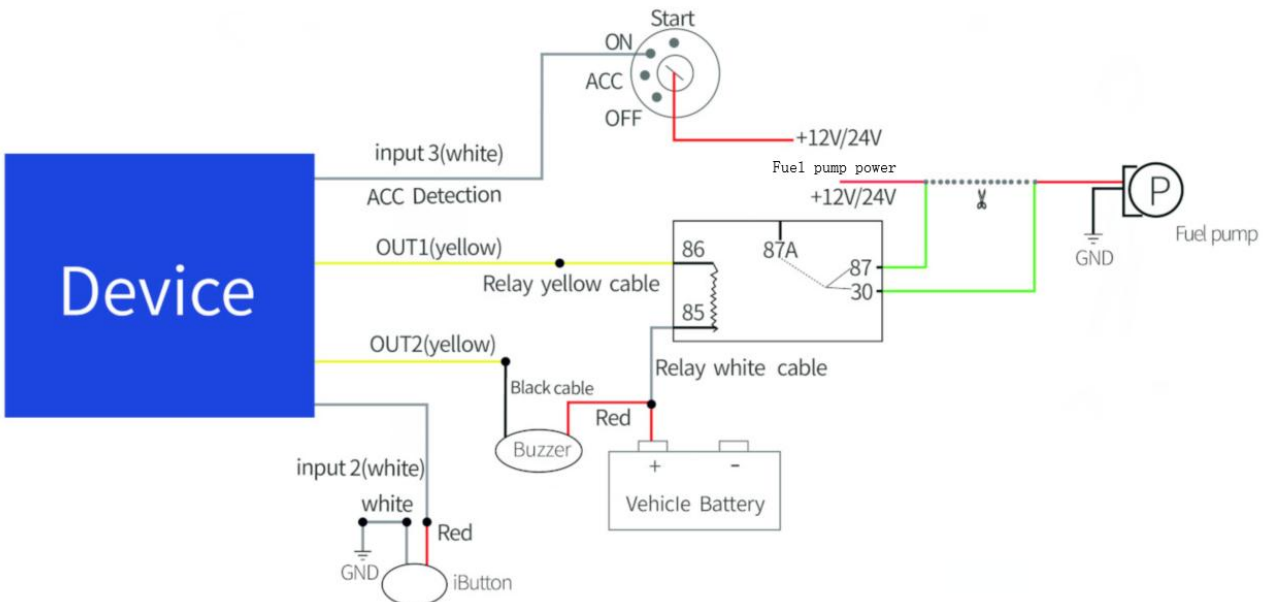 Start
ON
ACC
OFF
+12V/24V
input 3(white)
ACC Detection
Fuel pump power
+12V/24V
P
Fuel pump
GND
Device
OUT1(yellow)
Relay yellow cable
86
87A
87
30
85
OUT2(yellow)
Relay white cable
Black cable
Red
Buzzer
+ -
Vehicle Battery
input 2(white)
white
Red
GND
iButton